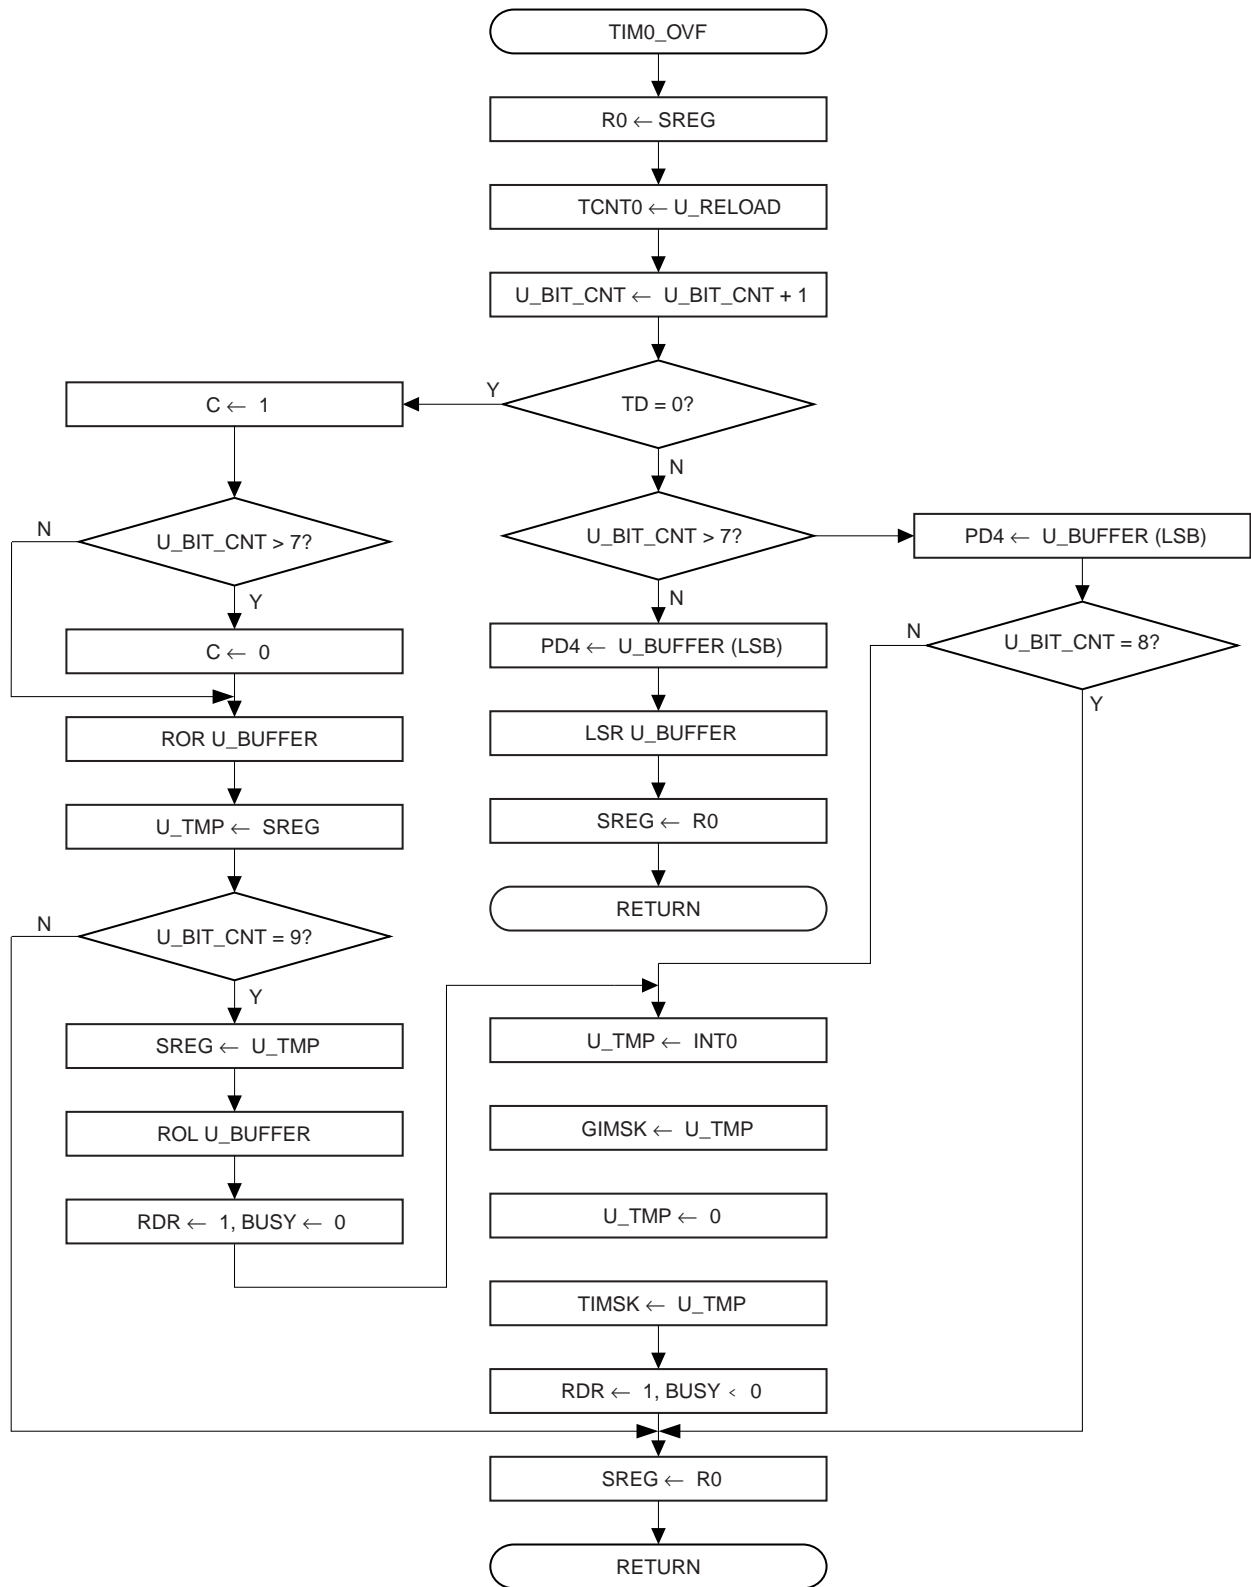 TIM0_OVF
R0 ← SREG
TCNT0 ← U_RELOAD
U_BIT_CNT ← U_BIT_CNT + 1
TD = 0?
Y
N
C ← 1
U_BIT_CNT > 7?
N
Y
C ← 0
ROR U_BUFFER
U_TMP ← SREG
U_BIT_CNT = 9?
N
Y
SREG ← U_TMP
ROL U_BUFFER
RDR ← 1, BUSY ← 0
U_BIT_CNT > 7?
N
PD4 ← U_BUFFER (LSB)
LSR U_BUFFER
SREG ← R0
RETURN
PD4 ← U_BUFFER (LSB)
U_BIT_CNT = 8?
N
Y
U_TMP ← INT0
GIMSK ← U_TMP
U_TMP ← 0
TIMSK ← U_TMP
RDR ← 1, BUSY < 0
SREG ← R0
RETURN